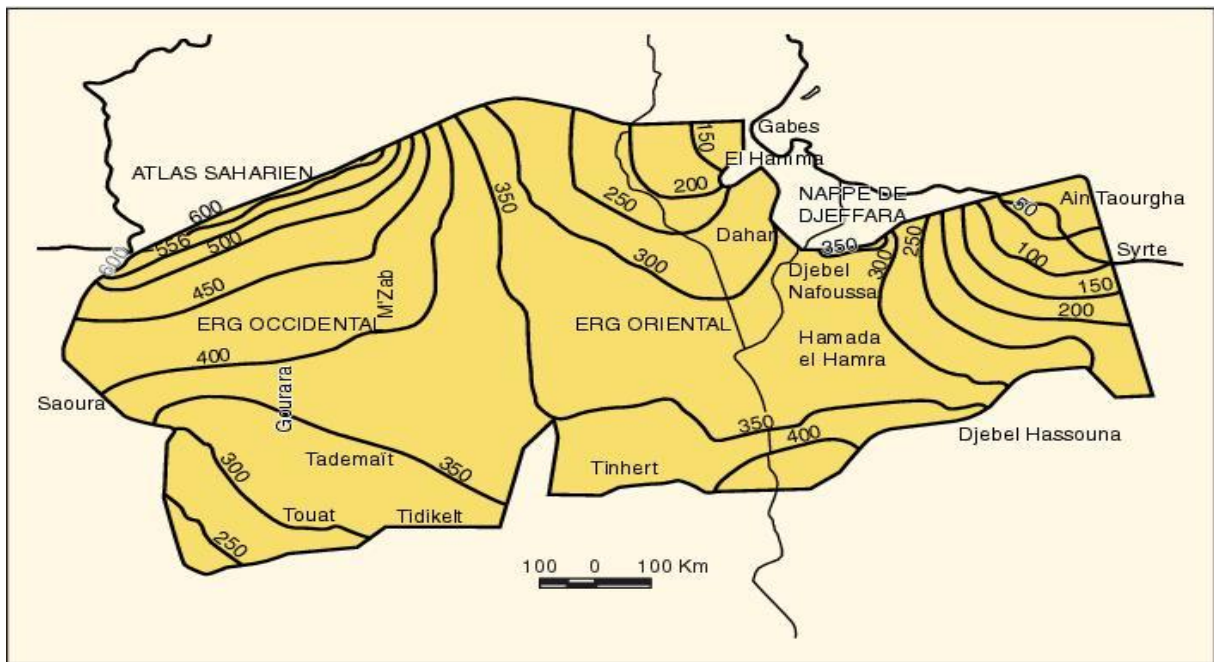 Gabes
150
El Hamma
ATLAS SAHARIEN
200
NAPPE DE
DJEFFARA
Ain Taourgha
50
350
250
600
556
500
Dahar
350
250
Syrte
100
600
300
Djebel
Nafoussa
300
150
450
M'Zab
200
ERG OCCIDENTAL
ERG ORIENTAL
Hamada
el Hamra
400
Saoura
Gourara
350
400
Djebel Hassouna
300
Tademaït
350
Tinhert
Touat
Tidikelt
250
100 0 100 Km